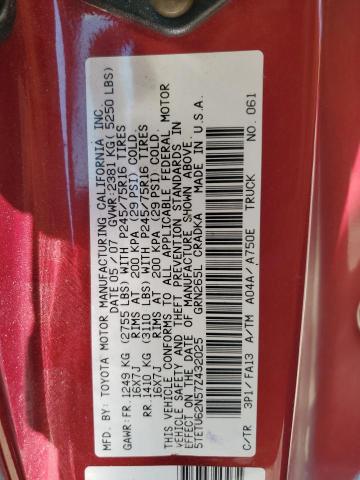 MFD. BY: TOYOTA MOTOR MANUFACTURING CALIFORNIA INC.
DATE: 05/07 GVWR: 2381 KG( 5250 LBS)
GAWR: FR. 1249 KG (2755 LBS) WITH P245/75R16 TIRES
16X7J RIMS AT 200 KPA (29 PSI) COLD.
RR. 1410 KG (3110 LBS) WITH P245/75R16 TIRES
16X7J RIMS AT 200 KPA (29 PSI) COLD.
THIS VEHICLE CONFORMS TO ALL APPLICABLE FEDERAL MOTOR
VEHICLE SAFETY AND THEFT PREVENTION STANDARDS IN
EFFECT ON THE DATE OF MANUFACTURE SHOWN ABOVE.
5TETU62N57Z432025 GRN265L CRADKA MADE IN U.S.A.
C/TR 3P1/FA13 A/TM A04A/A750E TRUCK NO. 061